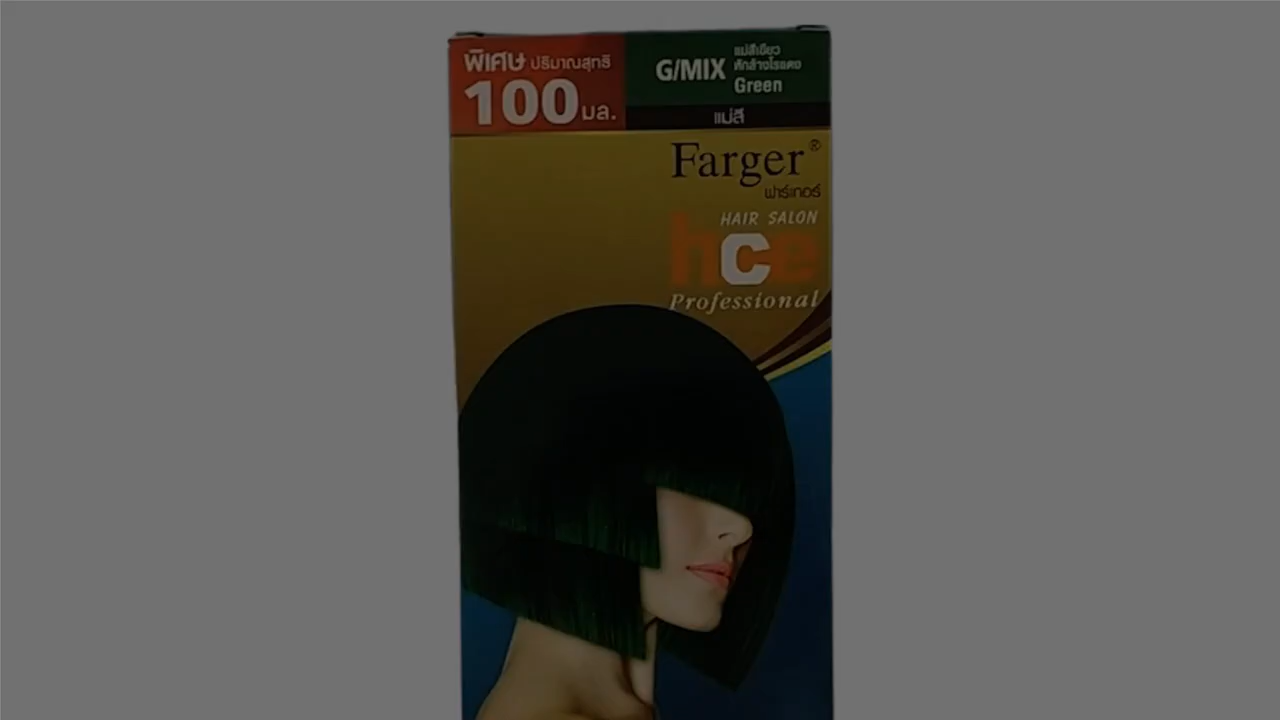 พิเศษ ปริมาณสุทธิ
100 มล.
G/MIX
แม่สีเขียว
หักล้างไรแดง
Green
แม่สี
Farger®
ฟาร์เกอร์
HAIR SALON
hce
Professional